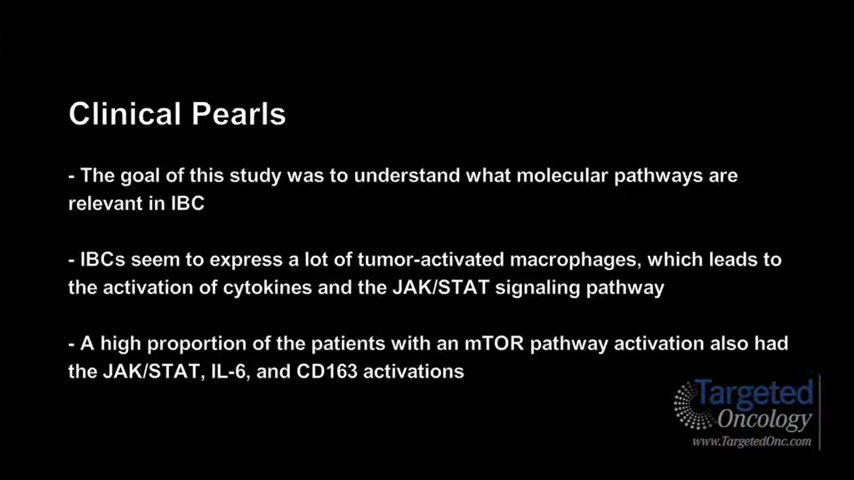 Clinical Pearls
- The goal of this study was to understand what molecular pathways are
relevant in IBC
- IBCs seem to express a lot of tumor-activated macrophages, which leads to
the activation of cytokines and the JAK/STAT signaling pathway
- A high proportion of the patients with an mTOR pathway activation also had
the JAK/STAT, IL-6, and CD163 activations
Targeted
Oncology
www.TargetedOnc.com